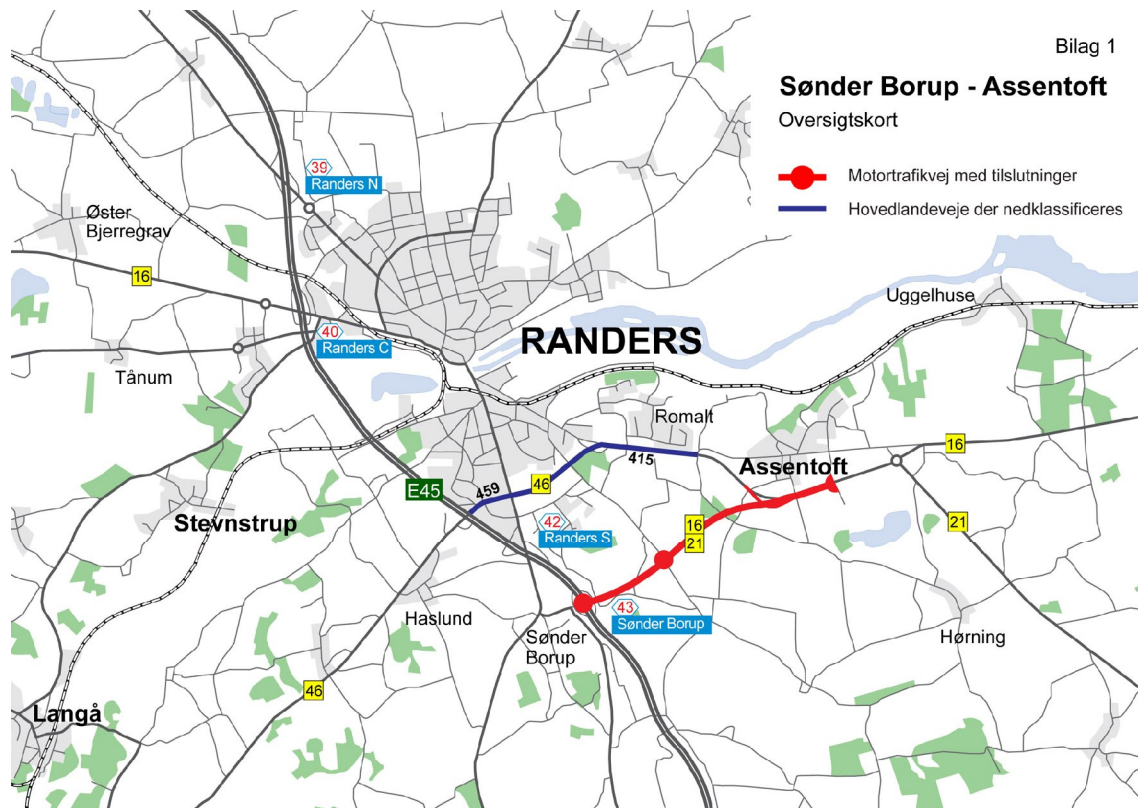 Bilag 1
Sønder Borup - Assentoft
Oversigtskort
Motortrafikvej med tilslutninger
Hovedlandeveje der nedklassificeres
39
Randers N
Øster
Bjerregrav
16
Uggelhuse
40
Randers C
RANDERS
Tånum
Romalt
415
16
Assentoft
459
46
E45
Stevnstrup
42
Randers S
16
21
21
43
Sønder Borup
Haslund
Sønder
Borup
Hørning
46
Langå